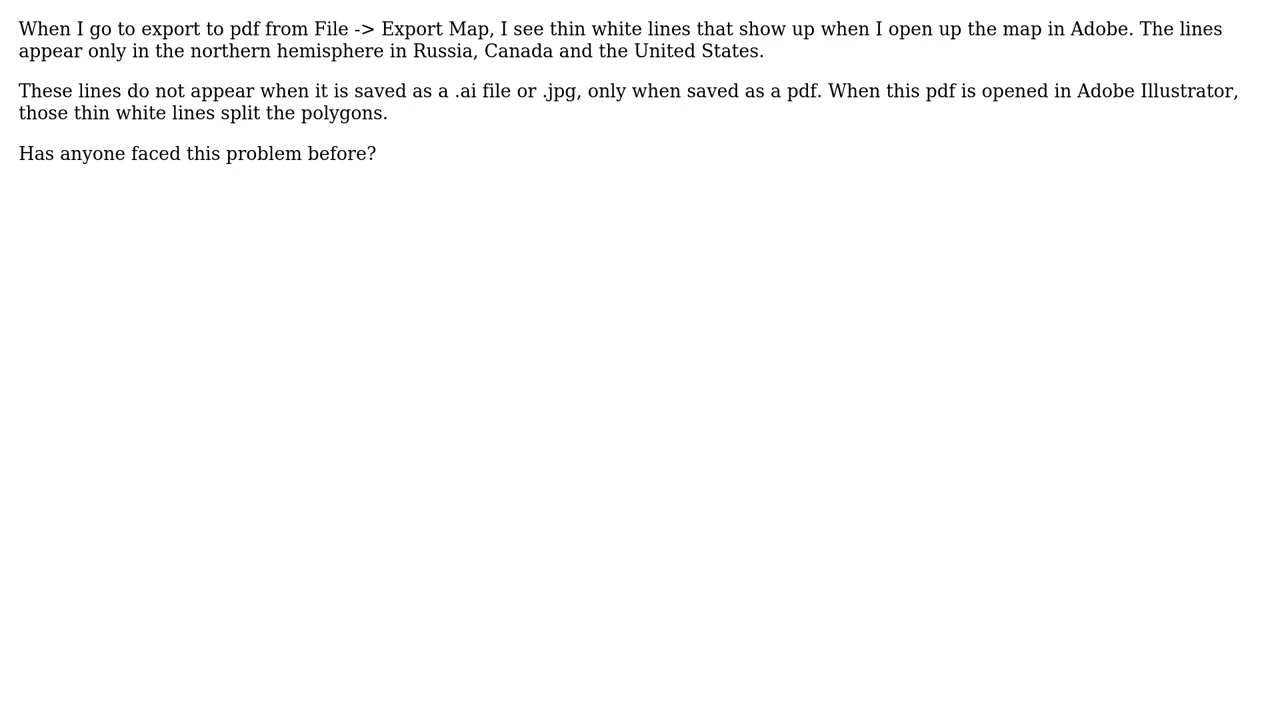 When I go to export to pdf from File -> Export Map, I see thin white lines that show up when I open up the map in Adobe. The lines
appear only in the northern hemisphere in Russia, Canada and the United States.
These lines do not appear when it is saved as a .ai file or .jpg, only when saved as a pdf. When this pdf is opened in Adobe Illustrator,
those thin white lines split the polygons.
Has anyone faced this problem before?